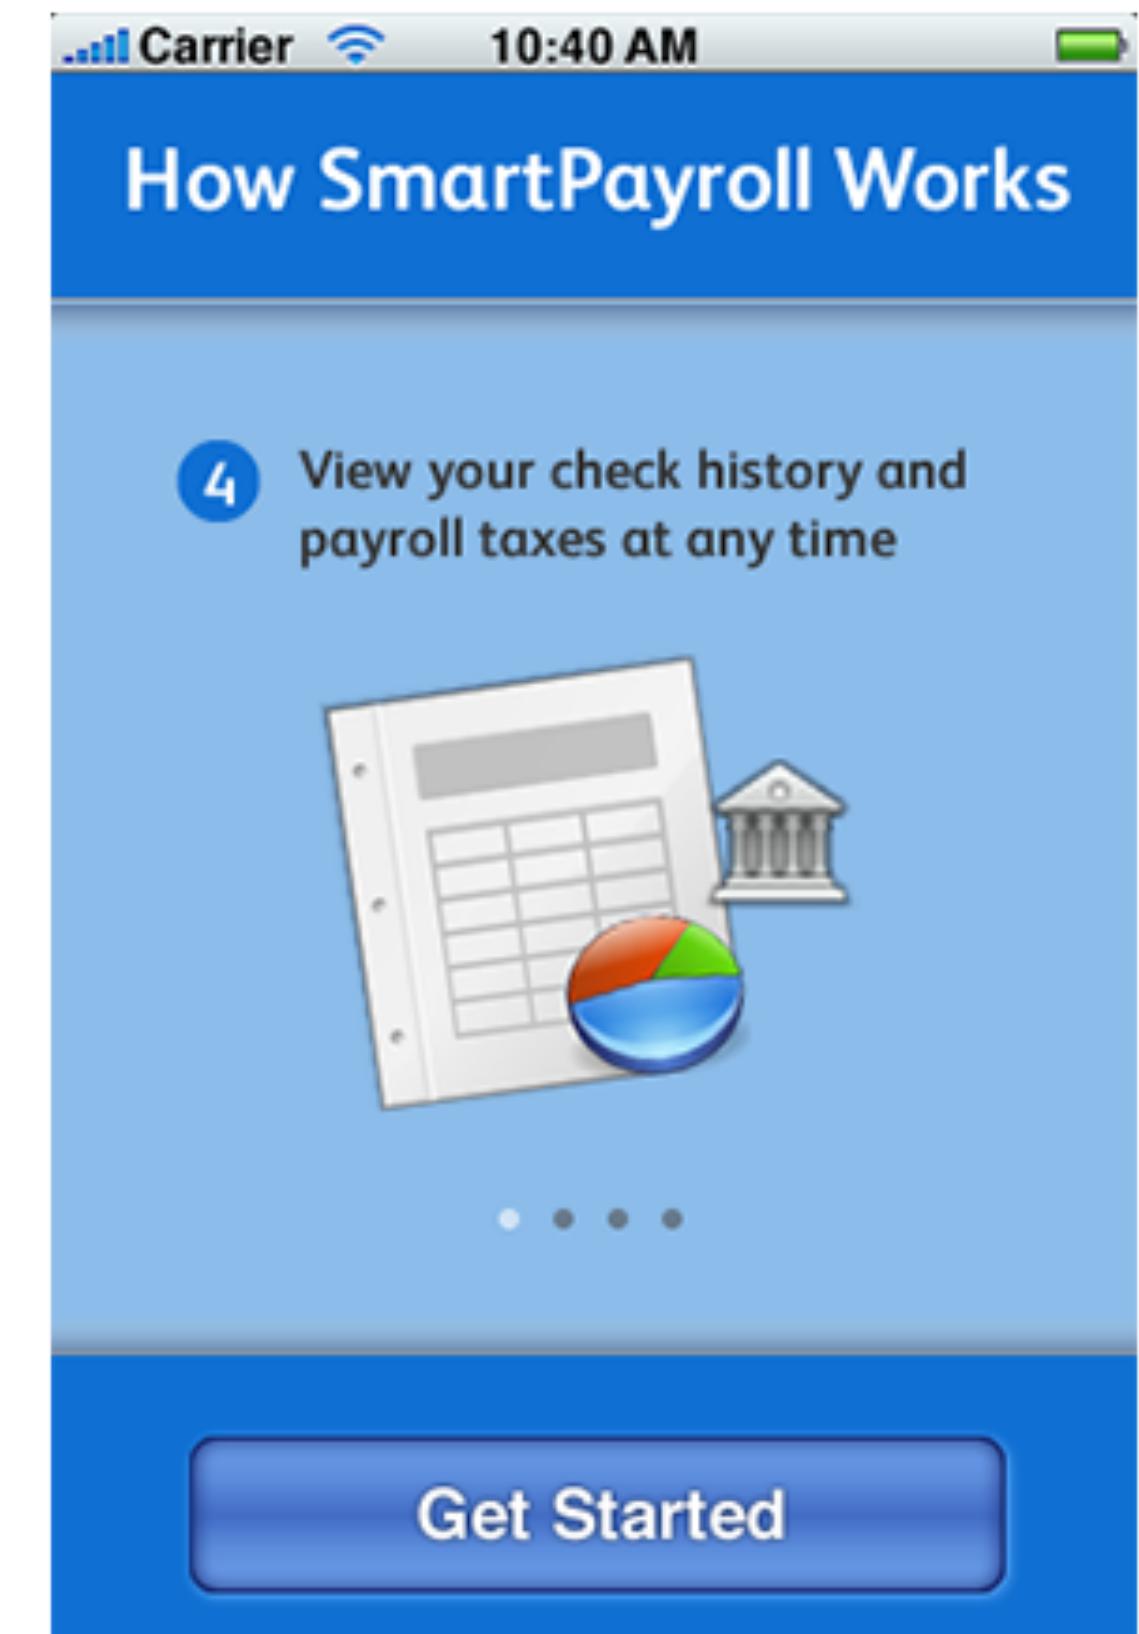 Carrier 10:40 AM
How SmartPayroll Works
4 View your check history and
payroll taxes at any time
Get Started